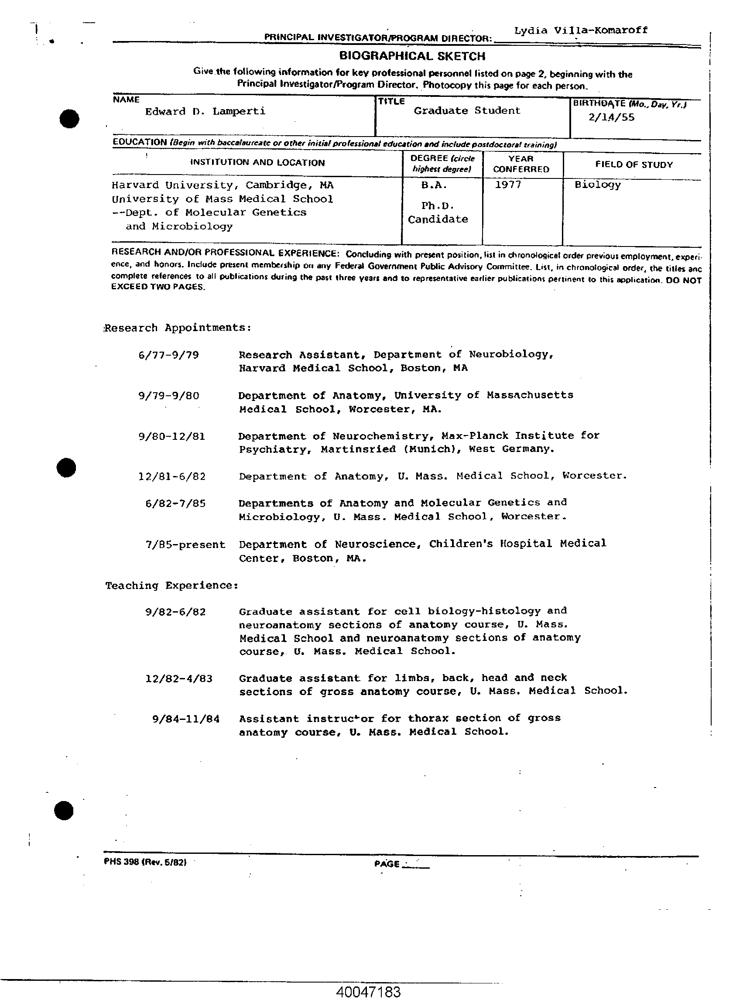 Lydia Villa-Komaroff
PRINCIPAL INVESTIGATOR/PROGRAM DIRECTOR:
BIOGRAPHICAL SKETCH
Give the following information for key professional personnel listed on page 2, beginning with the
Principal Investigator/Program Director. Photocopy this page for each person.
NAME TITLE BIRTHDATE (Mo., Day, Yr.)
Edward D. Lamperti Graduate Student 2/14/55
EDUCATION (Begin with baccalaureate or other initial professional education and include postdoctoral training)
INSTITUTION AND LOCATION DEGREE (circle highest degree) YEAR CONFERRED FIELD OF STUDY
Harvard University, Cambridge, MA B.A. 1977 Biology
University of Mass Medical School Ph.D.
--Dept. of Molecular Genetics Candidate
and Microbiology
RESEARCH AND/OR PROFESSIONAL EXPERIENCE: Concluding with present position, list in chronological order previous employment, experi-
ence, and honors. Include present membership on any Federal Government Public Advisory Committee. List, in chronological order, the titles and
complete references to all publications during the past three years and to representative earlier publications pertinent to this application. DO NOT
EXCEED TWO PAGES.
Research Appointments:
6/77-9/79 Research Assistant, Department of Neurobiology,
Harvard Medical School, Boston, MA
9/79-9/80 Department of Anatomy, University of Massachusetts
Medical School, Worcester, MA.
9/80-12/81 Department of Neurochemistry, Max-Planck Institute for
Psychiatry, Martinsried (Munich), West Germany.
12/81-6/82 Department of Anatomy, U. Mass. Medical School, Worcester.
6/82-7/85 Departments of Anatomy and Molecular Genetics and
Microbiology, U. Mass. Medical School, Worcester.
7/85-present Department of Neuroscience, Children's Hospital Medical
Center, Boston, MA.
Teaching Experience:
9/82-6/82 Graduate assistant for cell biology-histology and
neuroanatomy sections of anatomy course, U. Mass.
Medical School and neuroanatomy sections of anatomy
course, U. Mass. Medical School.
12/82-4/83 Graduate assistant for limbs, back, head and neck
sections of gross anatomy course, U. Mass. Medical School.
9/84-11/84 Assistant instructor for thorax section of gross
anatomy course, U. Mass. Medical School.
PHS 398 (Rev. 5/82) PAGE
40047183